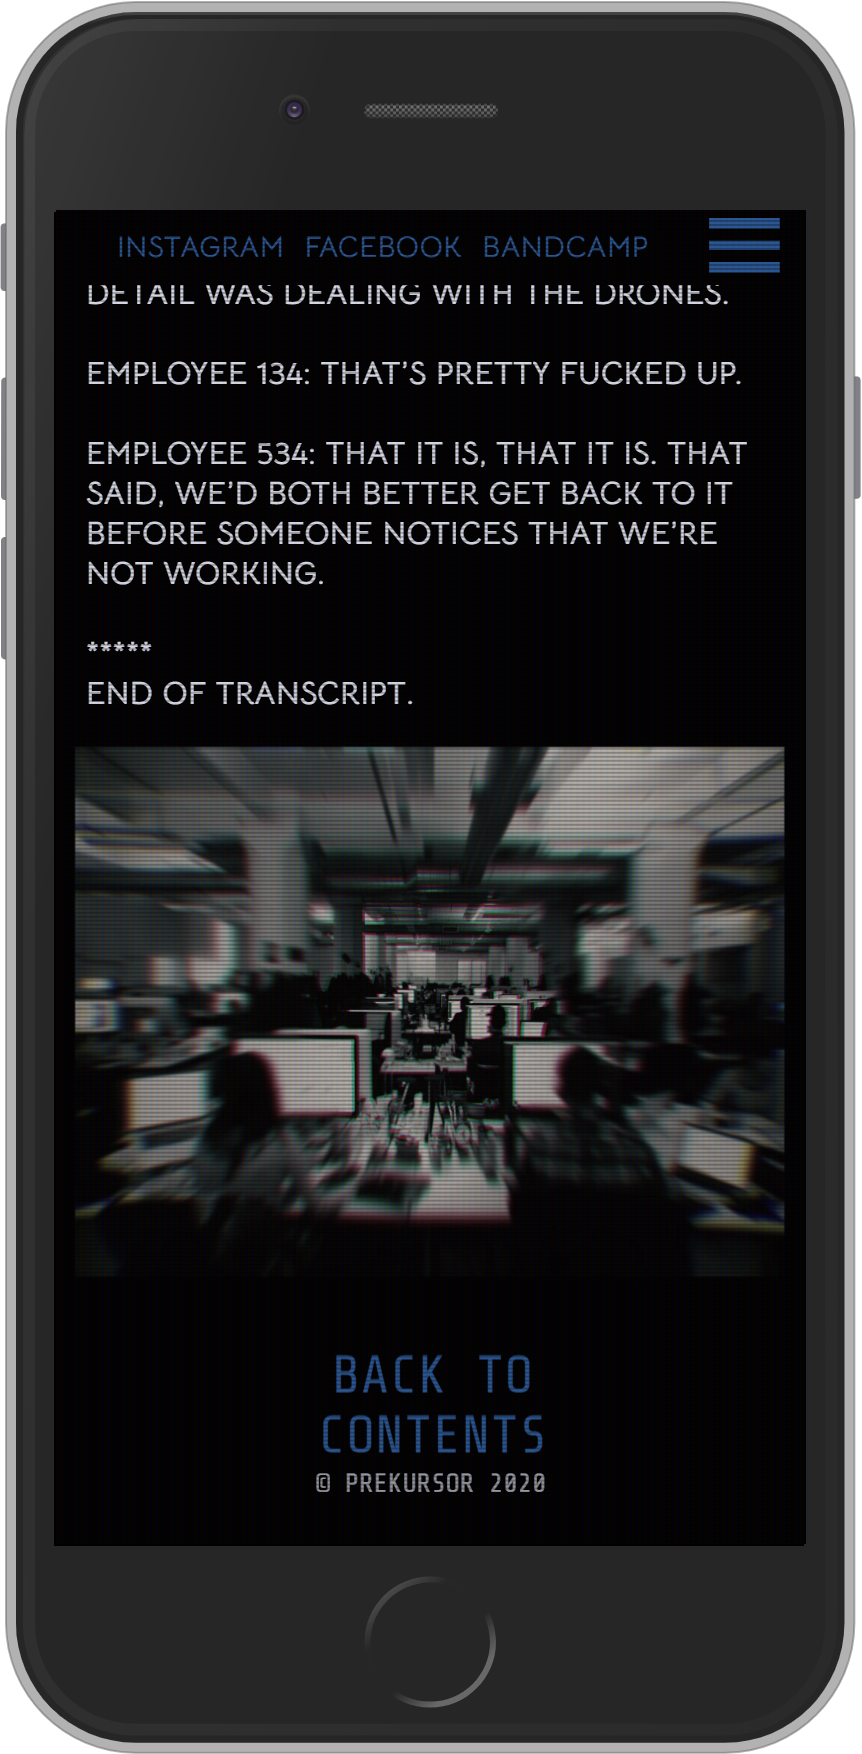 INSTAGRAM FACEBOOK BANDCAMP
DETAIL WAS DEALING WITH THE DRONES.
EMPLOYEE 134: THAT’S PRETTY FUCKED UP.
EMPLOYEE 534: THAT IT IS, THAT IT IS. THAT
SAID, WE’D BOTH BETTER GET BACK TO IT
BEFORE SOMEONE NOTICES THAT WE’RE
NOT WORKING.
*****
END OF TRANSCRIPT.
BACK TO
CONTENTS
© PREKURSOR 2020